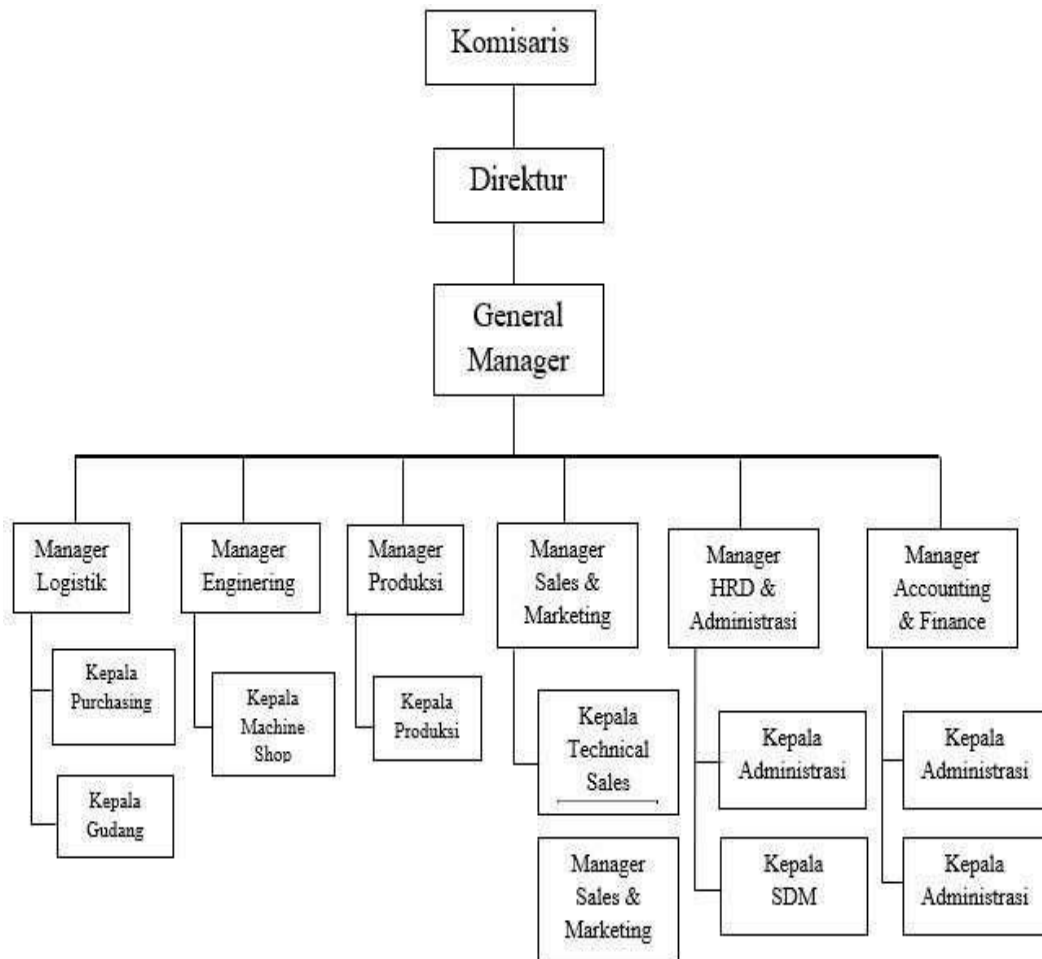 Komisaris
Direktur
General
Manager
Manager
Logistik
Manager
Enginering
Manager
Produksi
Manager
Sales &
Marketing
Manager
HRD &
Administrasi
Manager
Accounting
& Finance
Kepala
Purchasing
Kepala
Gudang
Kepala
Machine
Shop
Kepala
Produksi
Kepala
Technical
Sales
Manager
Sales &
Marketing
Kepala
Administrasi
Kepala
SDM
Kepala
Administrasi
Kepala
Administrasi